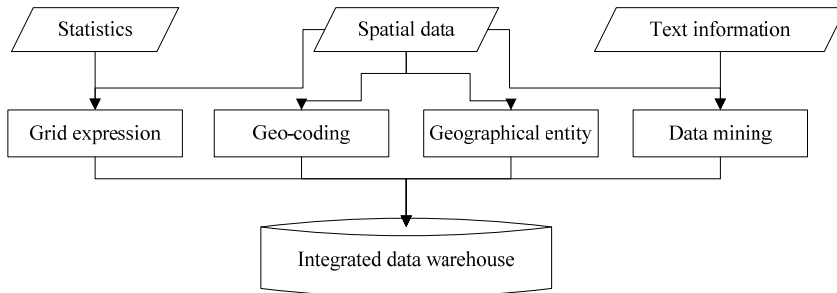 Statistics
Spatial data
Text information
Grid expression
Geo-coding
Geographical entity
Data mining
Integrated data warehouse